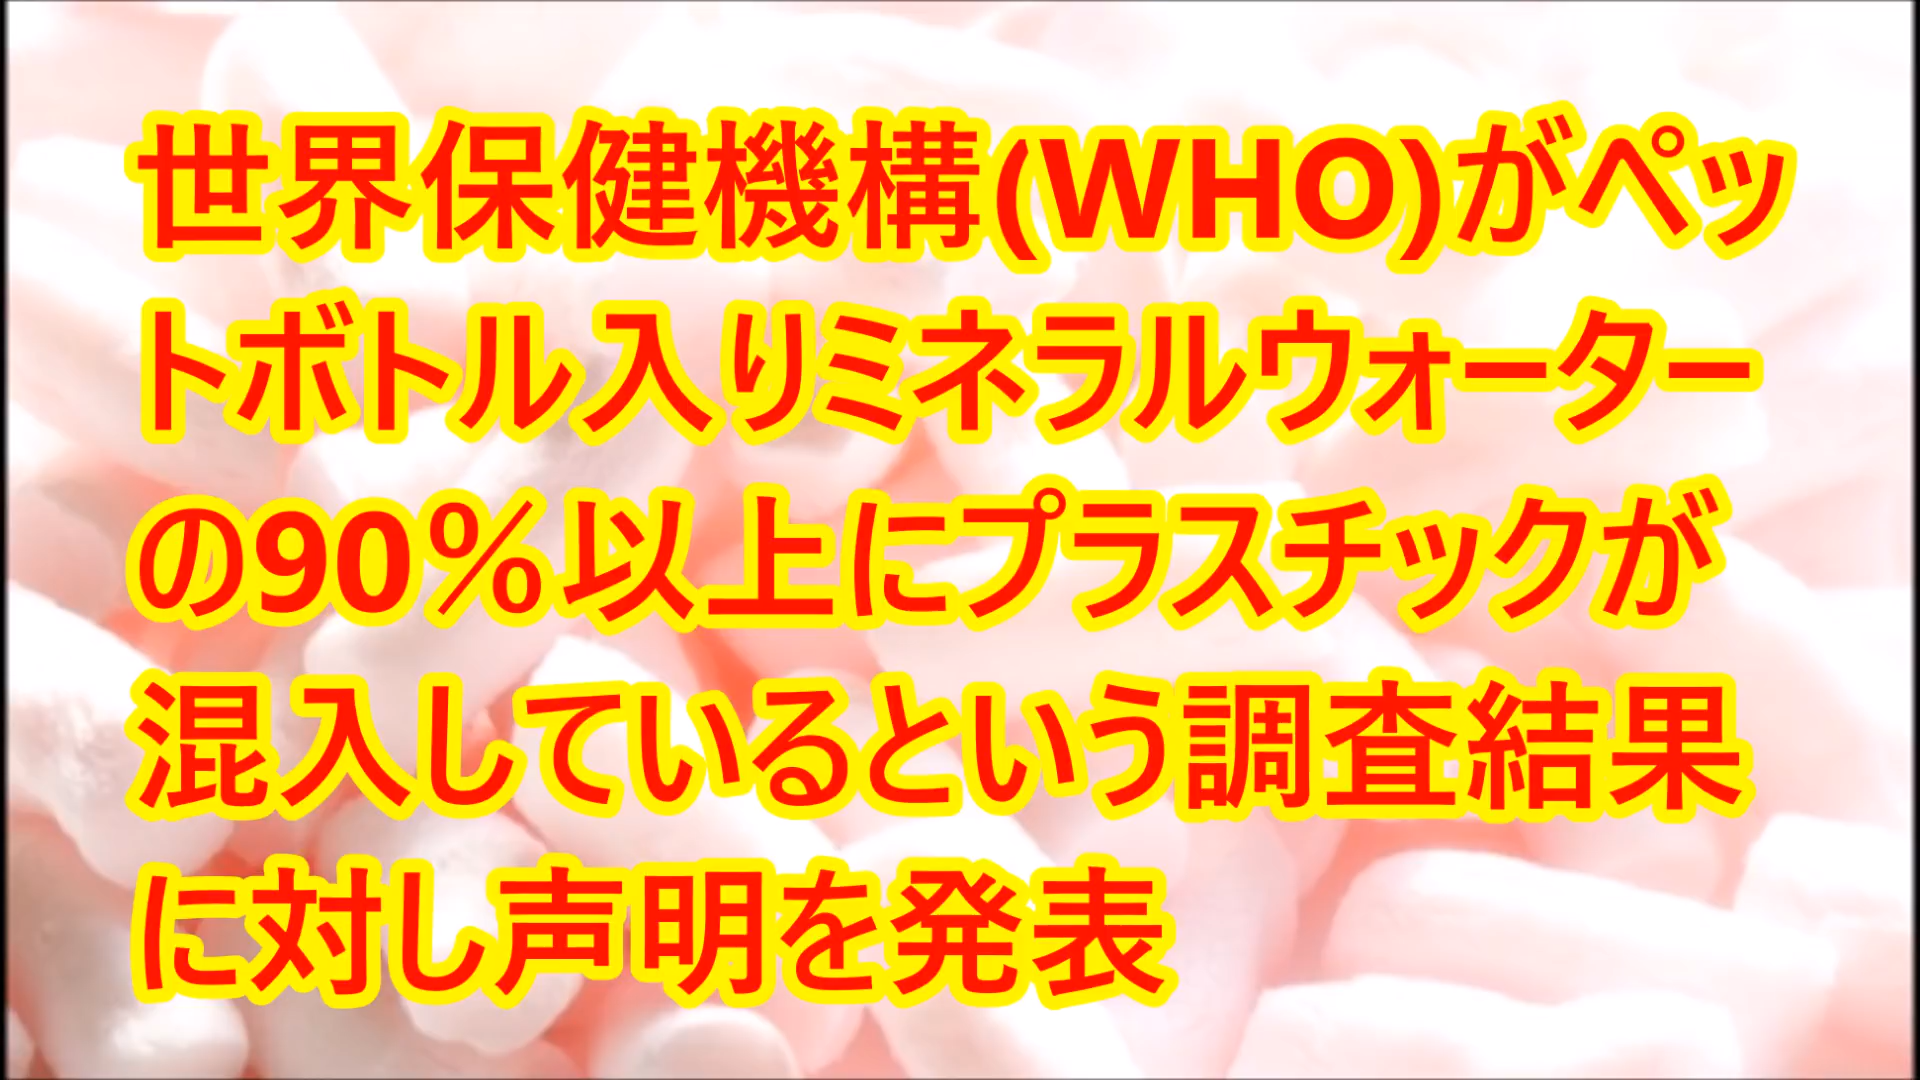 世界保健機構(WHO)がペッ
トボトル入りミネラルウォーター
の90％以上にプラスチックが
混入しているという調査結果
に対し声明を発表